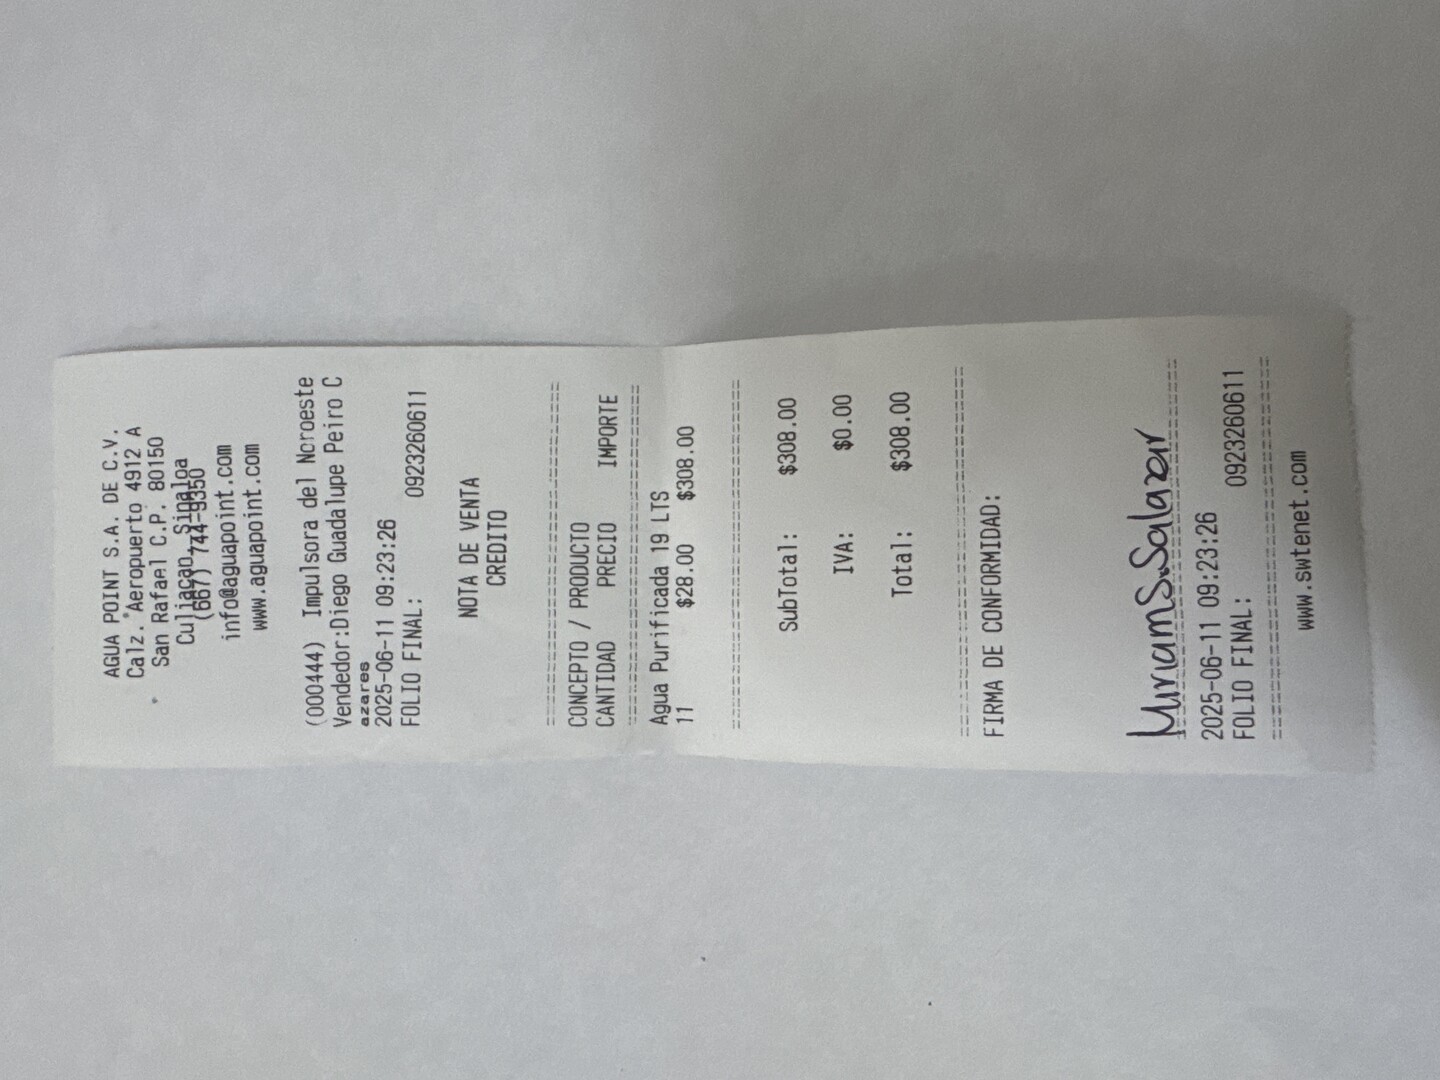 AGUA POINT S.A. DE C.V.
Calz. Aeropuerto 4912 A
San Rafael C.P. 80150
Culiacan, Sinaloa
(667) 744-9350
info@aguapoint.com
www.aguapoint.com
(000444) Impulsora del Noroeste
Vendedor:Diego Guadalupe Peiro C
azares
2025-06-11 09:23:26
FOLIO FINAL: 0923260611
NOTA DE VENTA
CREDITO
CONCEPTO / PRODUCTO
CANTIDAD PRECIO IMPORTE
Agua Purificada 19 LTS
11 $28.00 $308.00
SubTotal: $308.00
IVA: $0.00
Total: $308.00
FIRMA DE CONFORMIDAD:
Miriam S. Salazar
2025-06-11 09:23:26
FOLIO FINAL: 0923260611
www.swtenet.com